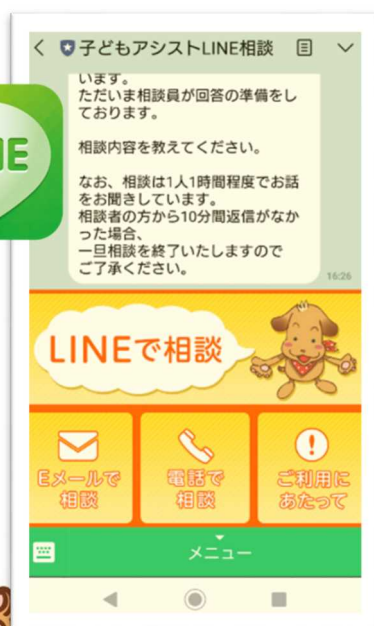 子どもアシストLINE相談
います。
ただいま相談員が回答の準備をし
ております。
相談内容を教えてください。
なお、相談は1人1時間程度でお話
をお聞きしています。
相談者の方から10分間返信がなか
った場合、
一旦相談を終了いたしますので
ご了承ください。
16:26
LINEで相談
Eメールで
相談
電話で
相談
ご利用に
あたって
メニュー